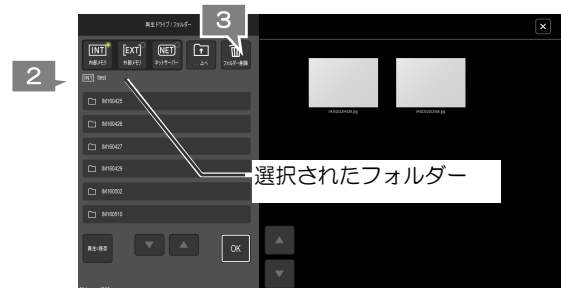 再生ドライブ/フォルダー
3
INT
EXT
NET
内部メモリ
外部メモリ
ネットサーバー
上へ
フォルダー削除
2
INT test
IM160425
IM160426
IM160427
IM160429
IM160502
IM160510
選択されたフォルダー
再生:標準
OK